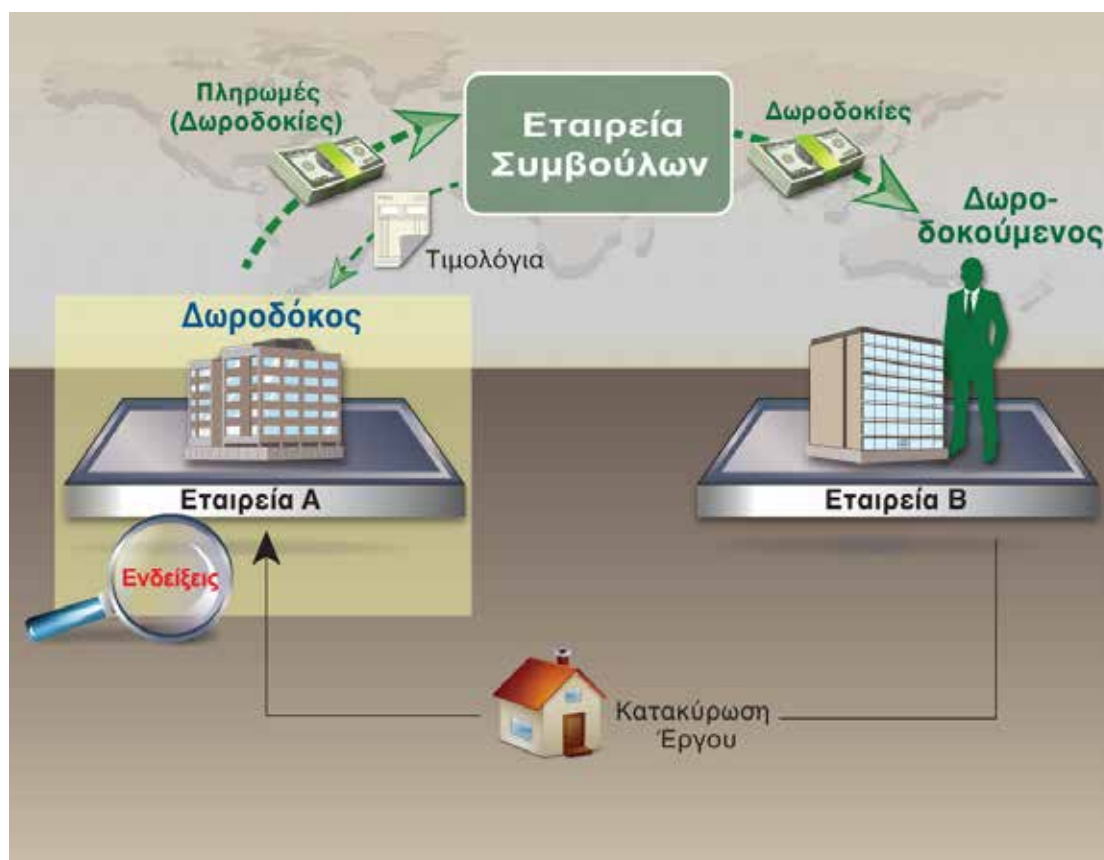 Πληρωμές
(Δωροδοκίες)
Εταιρεία
Συμβούλων
Δωροδοκίες
Δωρο-
δοκούμενος
Τιμολόγια
Δωροδόκος
Εταιρεία Α
Εταιρεία Β
Ενδείξεις
Κατακύρωση
Έργου